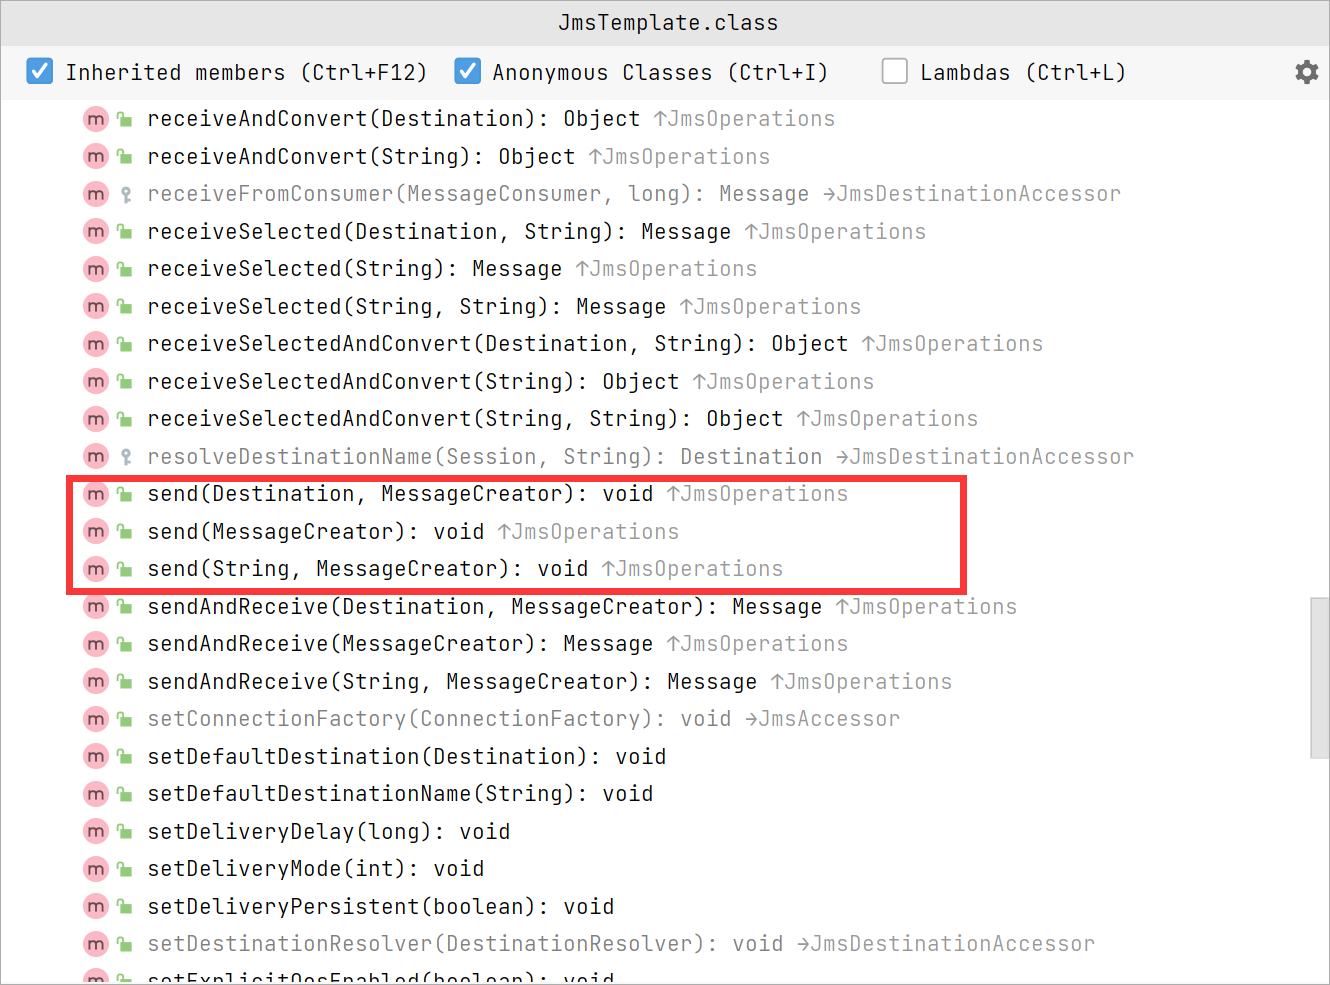 JmsTemplate.class
Inherited members (Ctrl+F12) Anonymous Classes (Ctrl+I) Lambdas (Ctrl+L)
m receiveAndConvert(Destination): Object ↑JmsOperations
m receiveAndConvert(String): Object ↑JmsOperations
m receiveFromConsumer(MessageConsumer, long): Message →JmsDestinationAccessor
m receiveSelected(Destination, String): Message ↑JmsOperations
m receiveSelected(String): Message ↑JmsOperations
m receiveSelected(String, String): Message ↑JmsOperations
m receiveSelectedAndConvert(Destination, String): Object ↑JmsOperations
m receiveSelectedAndConvert(String): Object ↑JmsOperations
m receiveSelectedAndConvert(String, String): Object ↑JmsOperations
m resolveDestinationName(Session, String): Destination →JmsDestinationAccessor
m send(Destination, MessageCreator): void ↑JmsOperations
m send(MessageCreator): void ↑JmsOperations
m send(String, MessageCreator): void ↑JmsOperations
m sendAndReceive(Destination, MessageCreator): Message ↑JmsOperations
m sendAndReceive(MessageCreator): Message ↑JmsOperations
m sendAndReceive(String, MessageCreator): Message ↑JmsOperations
m setConnectionFactory(ConnectionFactory): void →JmsAccessor
m setDefaultDestination(Destination): void
m setDefaultDestinationName(String): void
m setDeliveryDelay(long): void
m setDeliveryMode(int): void
m setDeliveryPersistent(boolean): void
m setDestinationResolver(DestinationResolver): void →JmsDestinationAccessor
m setExplicitQosEnabled(boolean): void